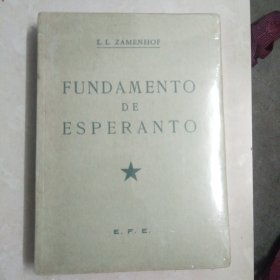 L. L. ZAMENHOF
FUNDAMENTO
DE
ESPERANTO
E. F. E.